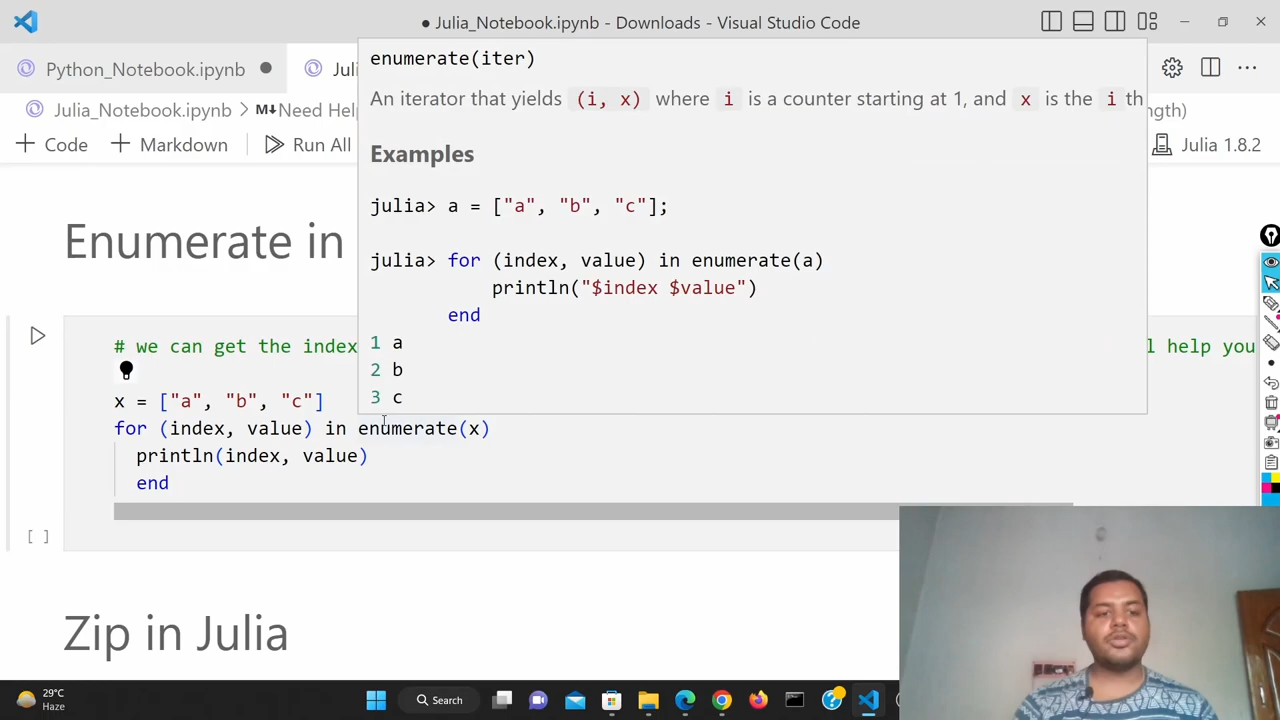 ● Julia_Notebook.ipynb - Downloads - Visual Studio Code
Python_Notebook.ipynb ●
Jul
Julia_Notebook.ipynb > M↓Need Hel
gth)
+ Code + Markdown
Run All
Julia 1.8.2
enumerate(iter)
An iterator that yields (i, x) where i is a counter starting at 1, and x is the i th
Examples
julia> a = ["a", "b", "c"];
julia> for (index, value) in enumerate(a)
println("$index $value")
end
1 a
2 b
3 c
Enumerate in
# we can get the index
l help you
x = ["a", "b", "c"]
for (index, value) in enumerate(x)
println(index, value)
end
[ ]
Zip in Julia
29°C
Haze
Search